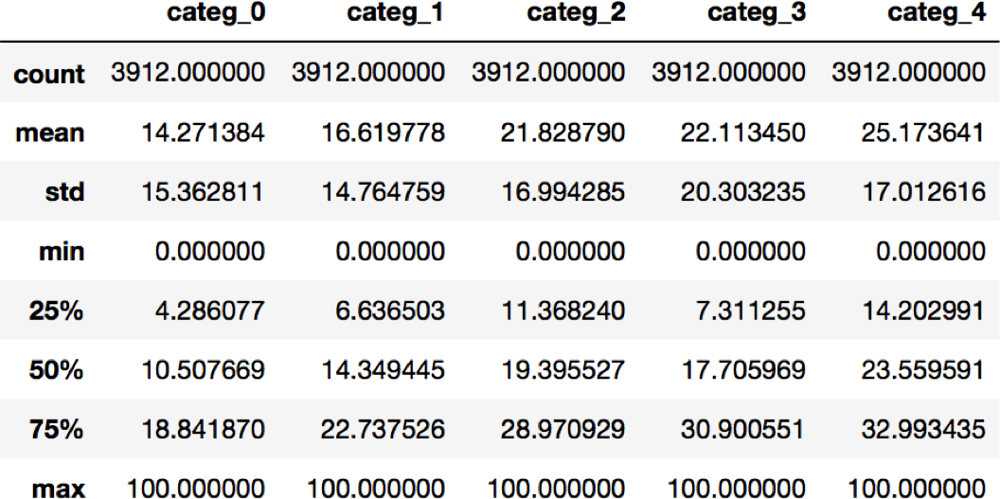 categ_0 categ_1 categ_2 categ_3 categ_4
count 3912.000000 3912.000000 3912.000000 3912.000000 3912.000000
mean 14.271384 16.619778 21.828790 22.113450 25.173641
std 15.362811 14.764759 16.994285 20.303235 17.012616
min 0.000000 0.000000 0.000000 0.000000 0.000000
25% 4.286077 6.636503 11.368240 7.311255 14.202991
50% 10.507669 14.349445 19.395527 17.705969 23.559591
75% 18.841870 22.737526 28.970929 30.900551 32.993435
max 100.000000 100.000000 100.000000 100.000000 100.000000